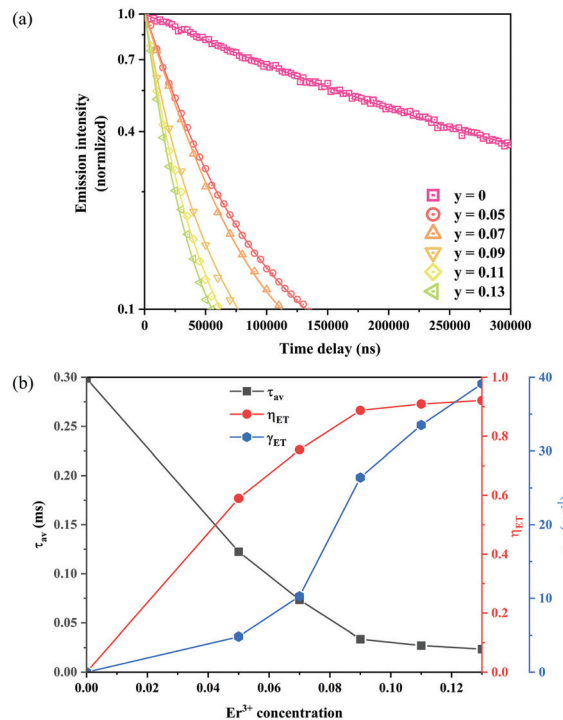 (a)
1.0
0.7
0.4
0.1
Emission intensity
(normlized)
y = 0
y = 0.05
y = 0.07
y = 0.09
y = 0.11
y = 0.13
0 50000 100000 150000 200000 250000 300000
Time delay (ns)
(b)
0.30
0.25
0.20
0.15
0.10
0.05
0.00
τav (ms)
τav
ηET
γET
1.0
0.8
0.6
0.4
0.2
0.0
ηET
40
30
20
10
0
0.00 0.02 0.04 0.06 0.08 0.10 0.12
Er3+ concentration